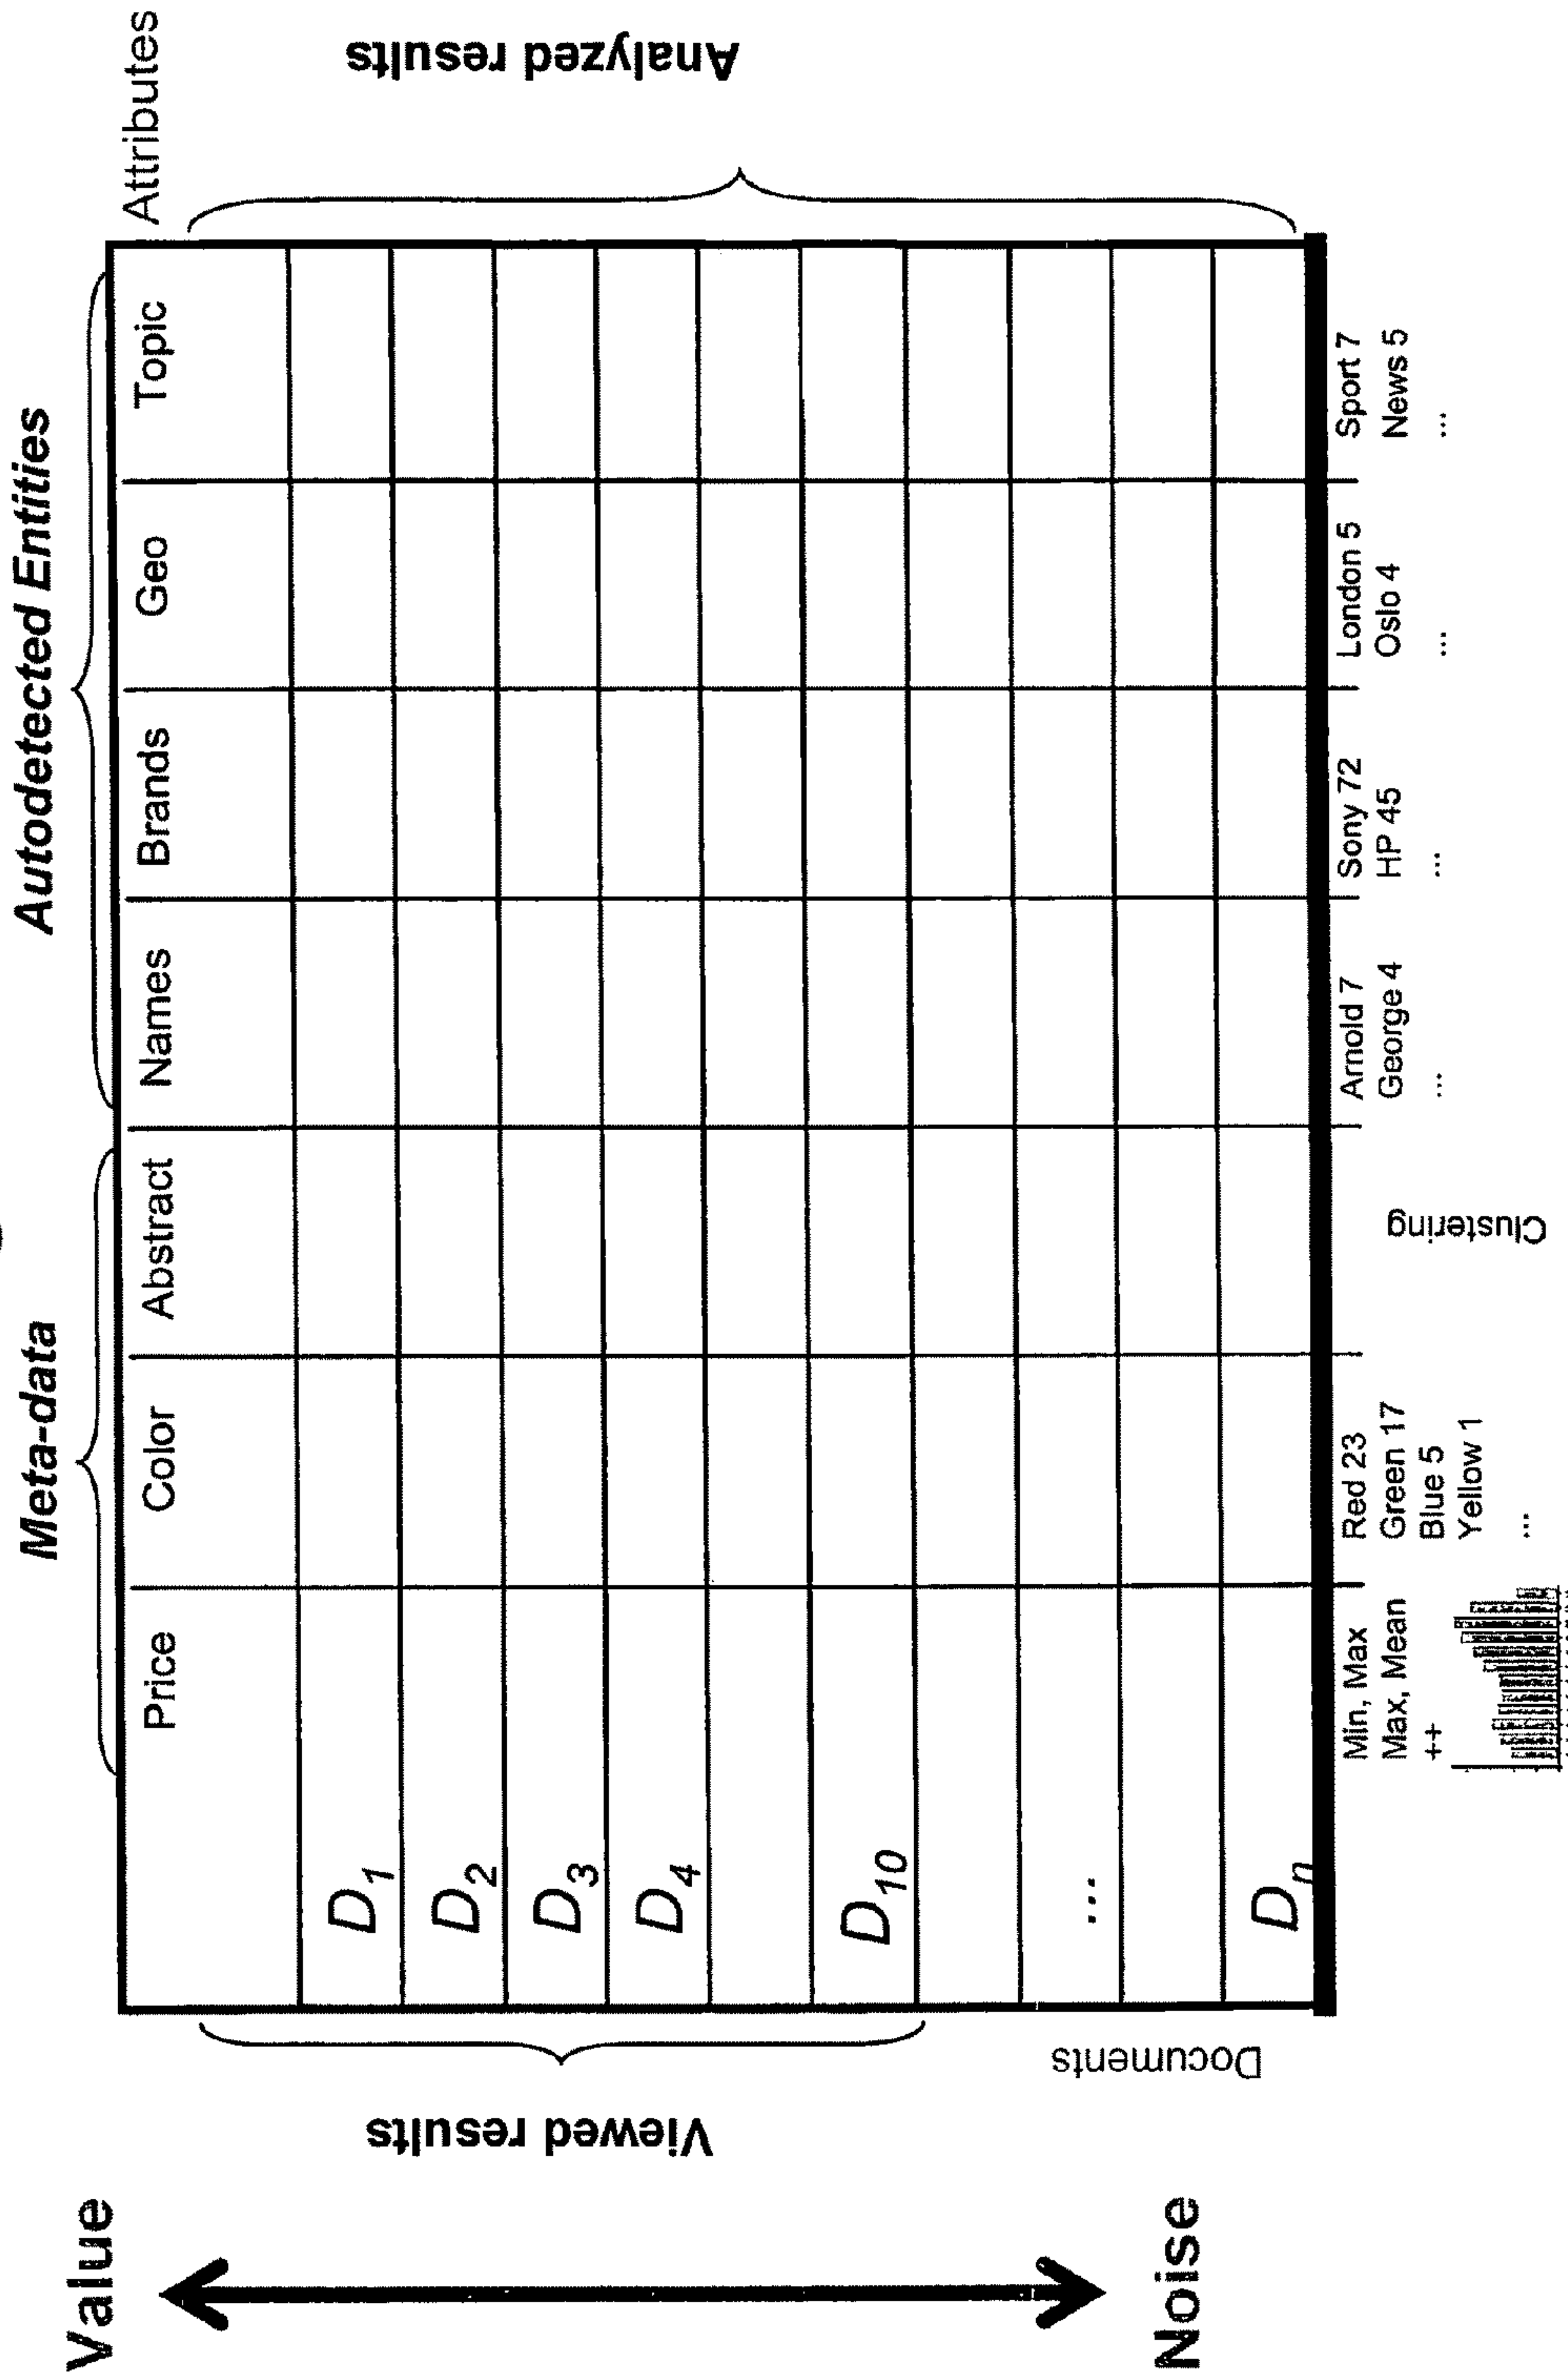 Value
Noise
Viewed results
Documents
Meta-data
Autodetected Entities
Attributes
Price
Color
Abstract
Names
Brands
Geo
Topic
Analyzed results
D1
D2
D3
D4
D10
...
Dn
Min, Max
Max, Mean
++
Red 23
Green 17
Blue 5
Yellow 1
...
Clustering
Arnold 7
George 4
...
Sony 72
HP 45
...
London 5
Oslo 4
...
Sport 7
News 5
...